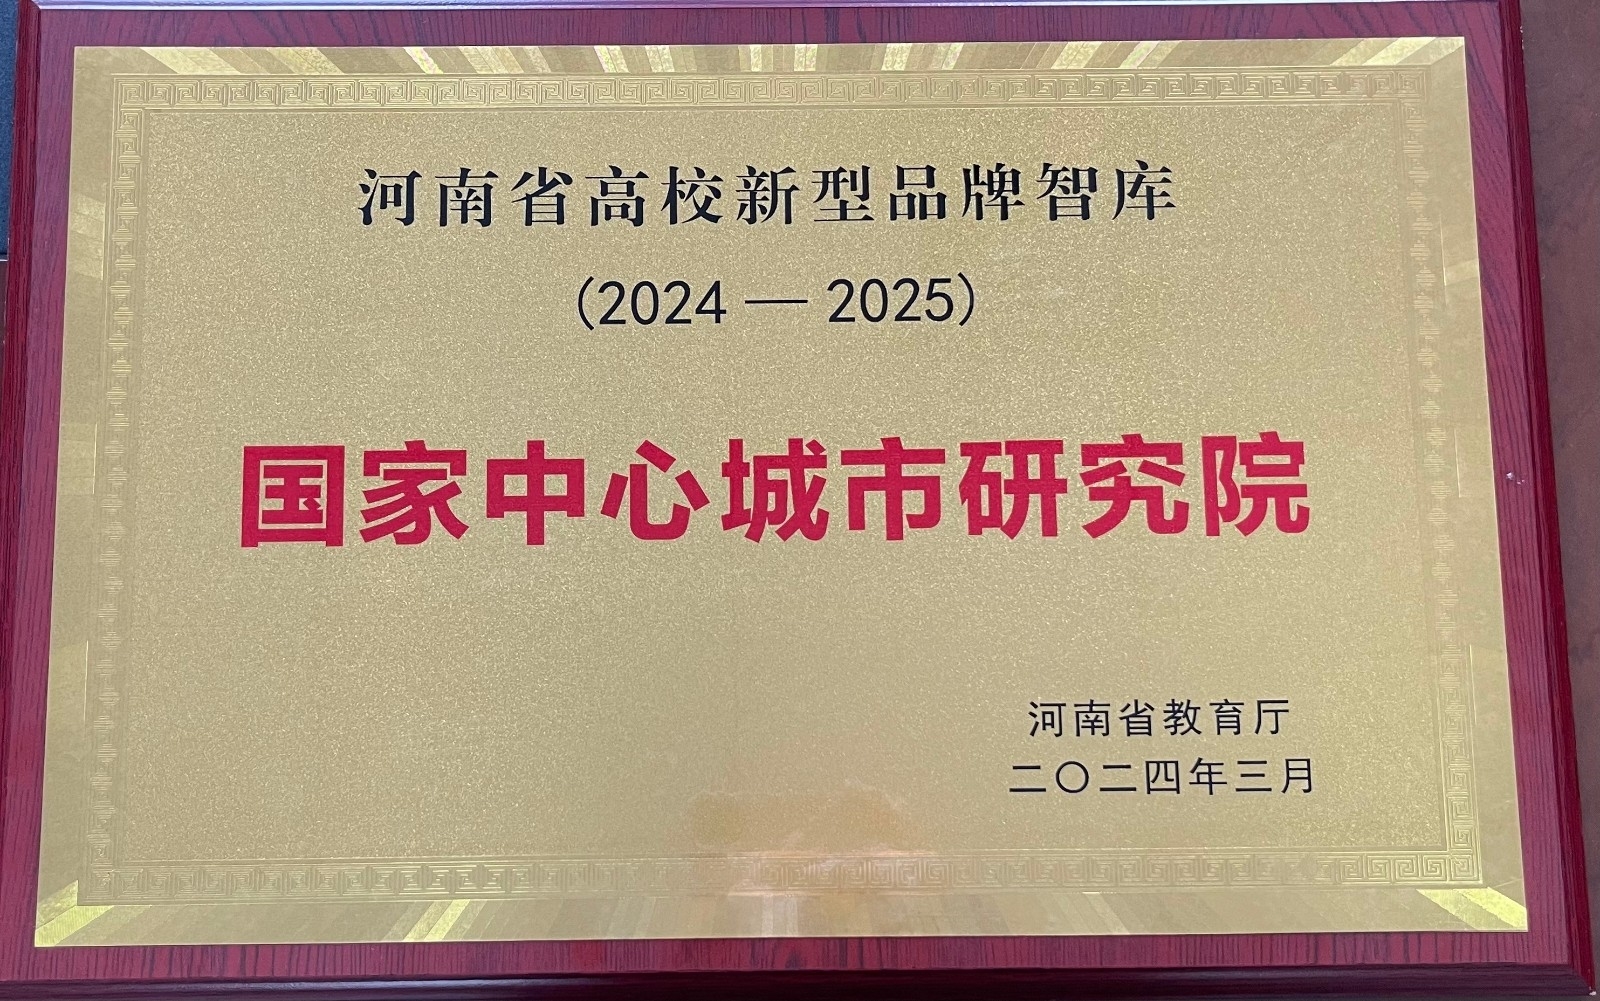 河南省高校新型品牌智库
（2024 — 2025）
国家中心城市研究院
河南省教育厅
二〇二四年三月